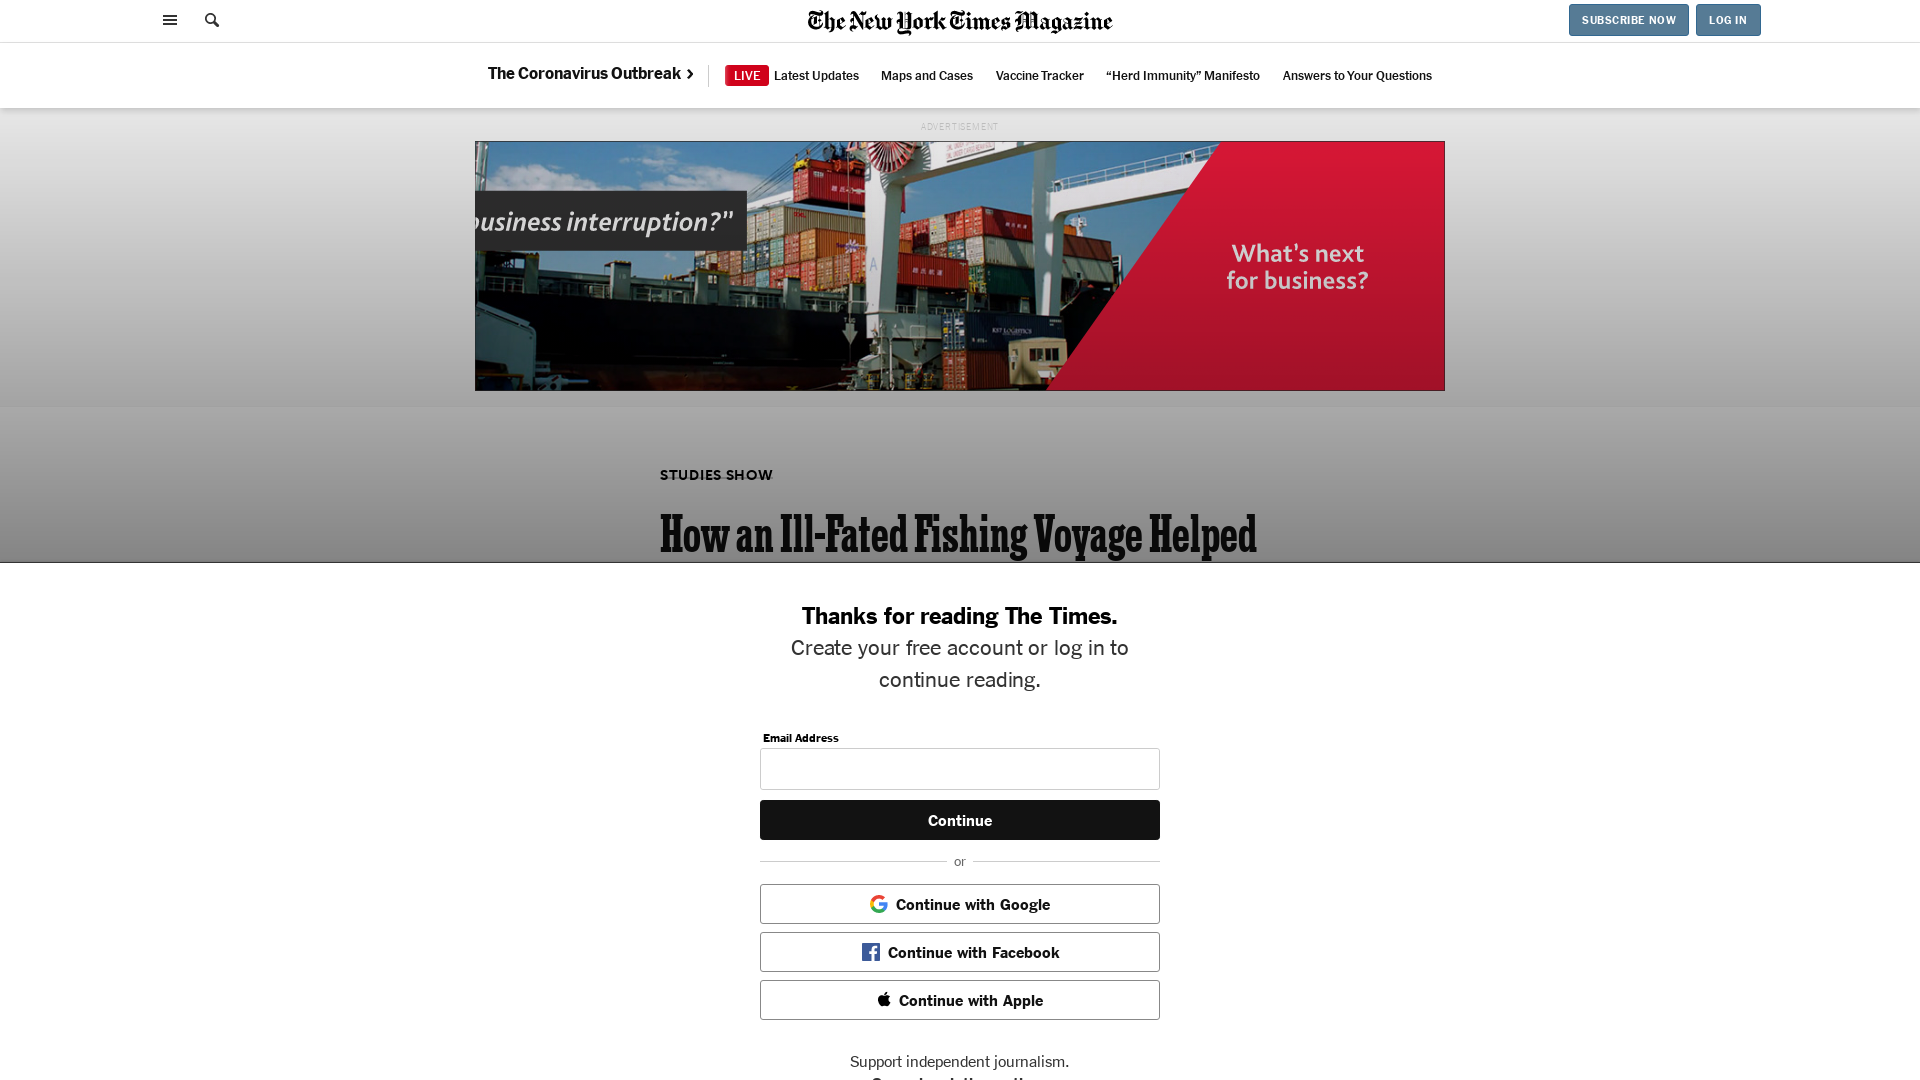 The New York Times Magazine
SUBSCRIBE NOW
LOG IN
The Coronavirus Outbreak
LIVE Latest Updates
Maps and Cases
Vaccine Tracker
“Herd Immunity” Manifesto
Answers to Your Questions
ADVERTISEMENT
business interruption?”
What’s next
for business?
STUDIES SHOW
How an Ill-Fated Fishing Voyage Helped
Thanks for reading The Times.
Create your free account or log in to
continue reading.
Email Address
Continue
or
Continue with Google
Continue with Facebook
Continue with Apple
Support independent journalism.